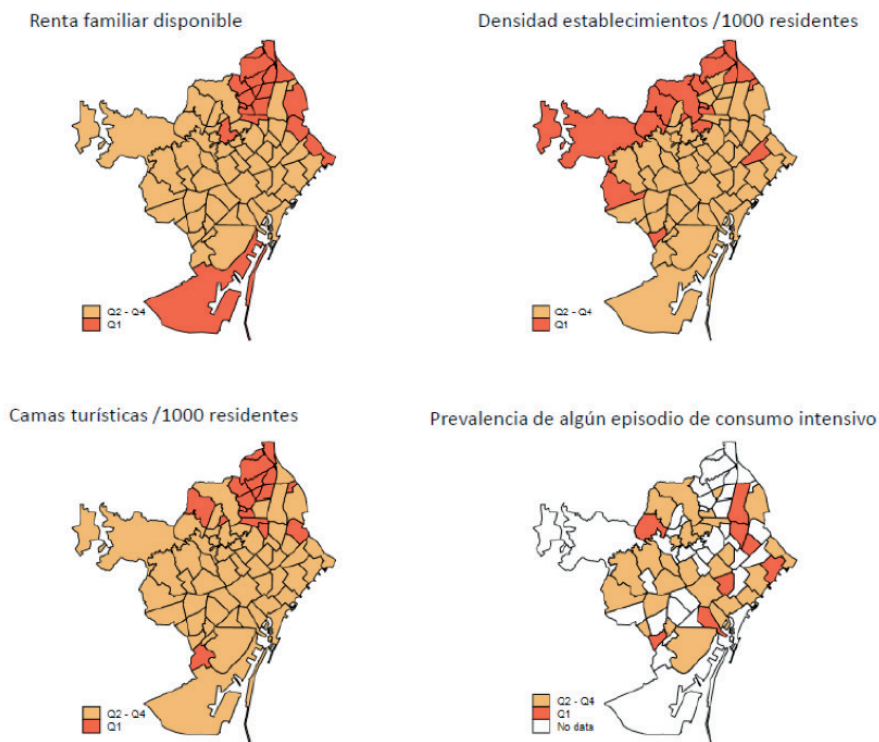 Renta familiar disponible
Densidad establecimientos /1000 residentes
Q2 - Q4
Q1
Q2 - Q4
Q1
Camas turísticas /1000 residentes
Prevalencia de algún episodio de consumo intensivo
Q2 - Q4
Q1
Q2 - Q4
Q1
No data